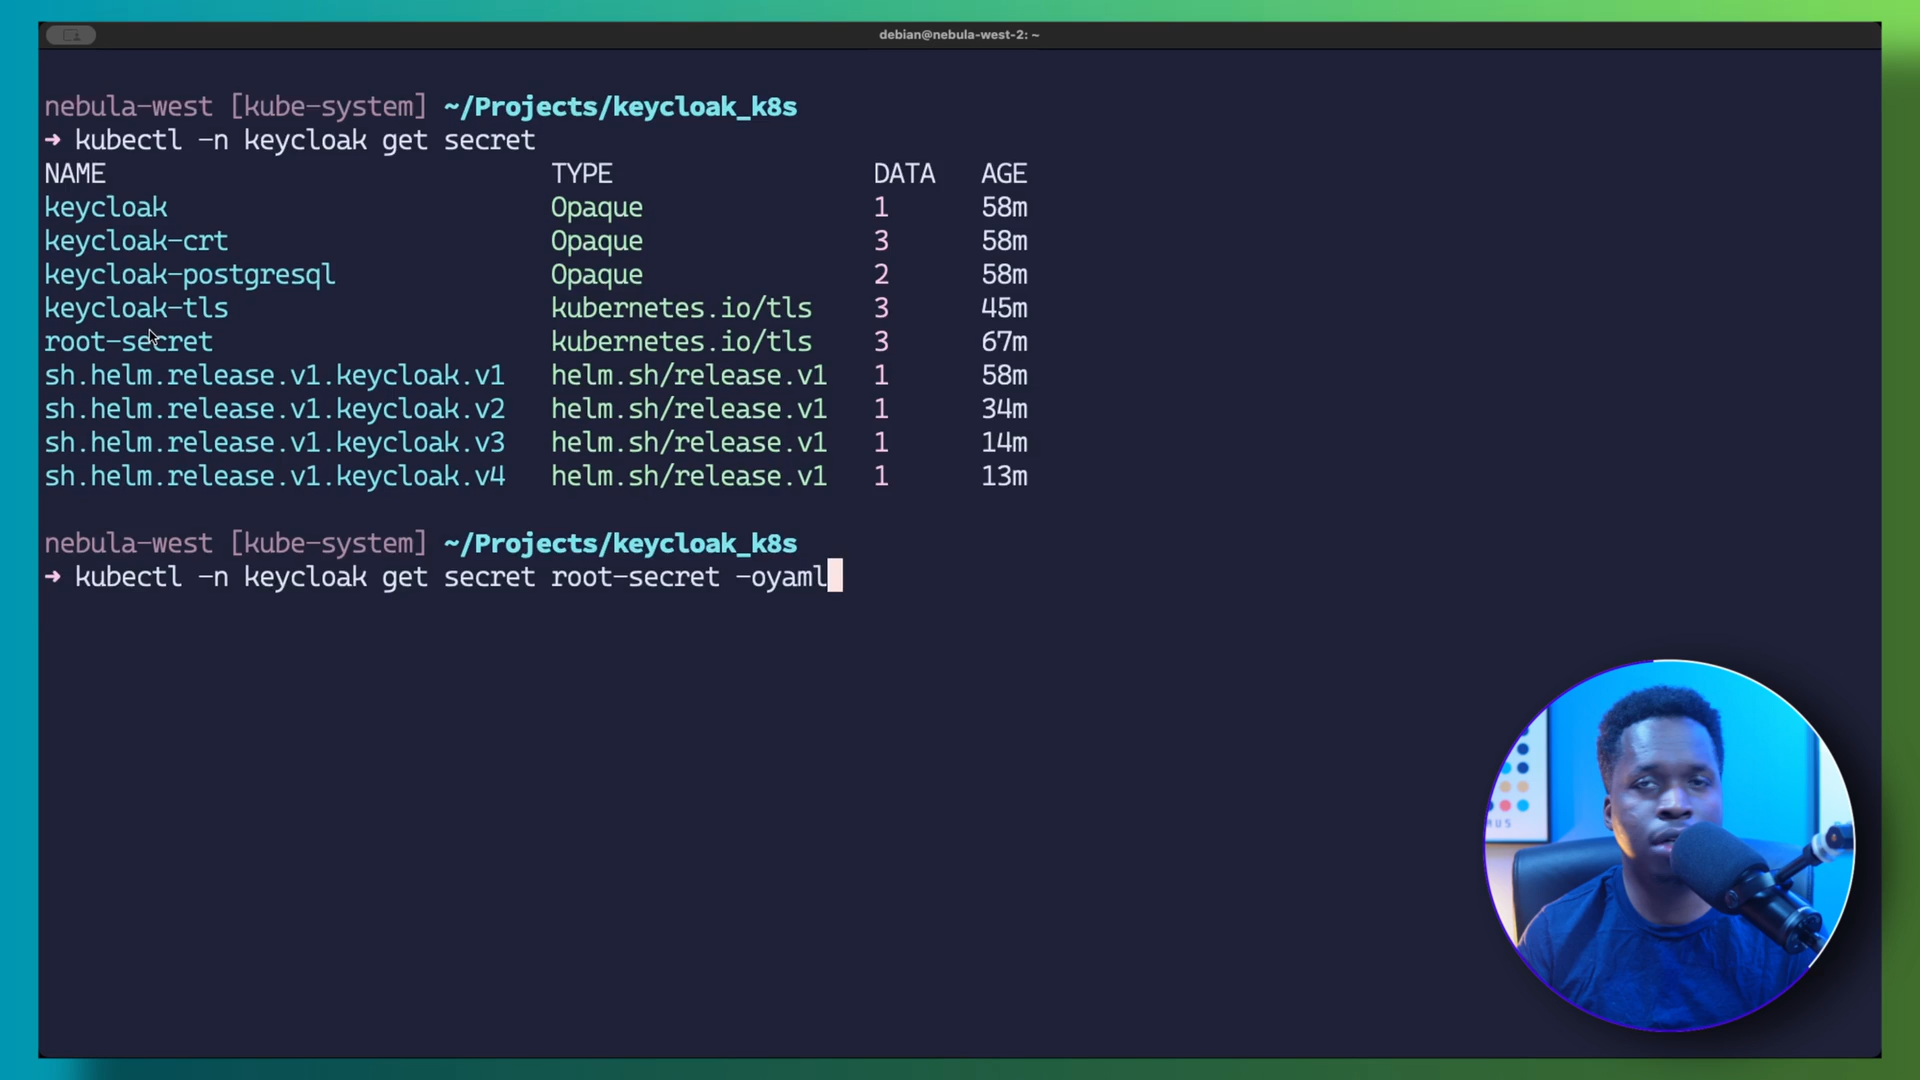 debian@nebula-west-2: ~
nebula-west [kube-system] ~/Projects/keycloak_k8s
➜ kubectl -n keycloak get secret
NAME TYPE DATA AGE
keycloak Opaque 1 58m
keycloak-crt Opaque 3 58m
keycloak-postgresql Opaque 2 58m
keycloak-tls kubernetes.io/tls 3 45m
root-secret kubernetes.io/tls 3 67m
sh.helm.release.v1.keycloak.v1 helm.sh/release.v1 1 58m
sh.helm.release.v1.keycloak.v2 helm.sh/release.v1 1 34m
sh.helm.release.v1.keycloak.v3 helm.sh/release.v1 1 14m
sh.helm.release.v1.keycloak.v4 helm.sh/release.v1 1 13m
nebula-west [kube-system] ~/Projects/keycloak_k8s
➜ kubectl -n keycloak get secret root-secret -oyaml